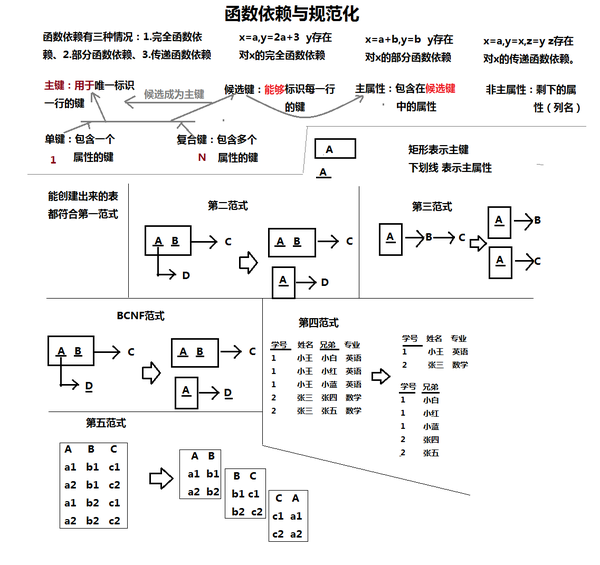 函数依赖与规范化
函数依赖有三种情况：1.完全函数依
赖、2.部分函数依赖、3.传递函数依赖
x=a,y=2a+3 y存在
对x的完全函数依赖
x=a+b,y=b y存在
对x的部分函数依赖
x=a,y=x,z=y z存在
对x的传递函数依赖。
主键：用于唯一标识
一行的键
候选成为主键
候选键：能够标识每一行
的键
主属性：包含在候选键
中的属性
非主属性：剩下的属
性（列名）
单键：包含一个
1 属性的键
复合键：包含多个
N 属性的键
A
矩形表示主键
A
下划线 表示主属性
能创建出来的表
都符合第一范式
第二范式
A B C
D
A B C
A D
第三范式
A B C
A B
A C
BCNF范式
A B C
D
A B C
A D
第四范式
学号 姓名 兄弟 专业
1 小王 小白 英语
1 小王 小红 英语
1 小王 小蓝 英语
2 张三 张四 数学
2 张三 张五 数学
学号 姓名 专业
1 小王 英语
2 张三 数学
学号 兄弟
1 小白
1 小红
1 小蓝
2 张四
2 张五
第五范式
A B C
a1 b1 c1
a2 b1 c2
a1 b2 c1
a2 b2 c2
A B
a1 b1
a2 b2
B C
b1 c1
b2 c2
C A
c1 a1
c2 a2